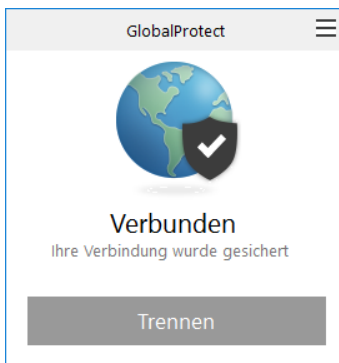 GlobalProtect
Verbunden
Ihre Verbindung wurde gesichert
Trennen